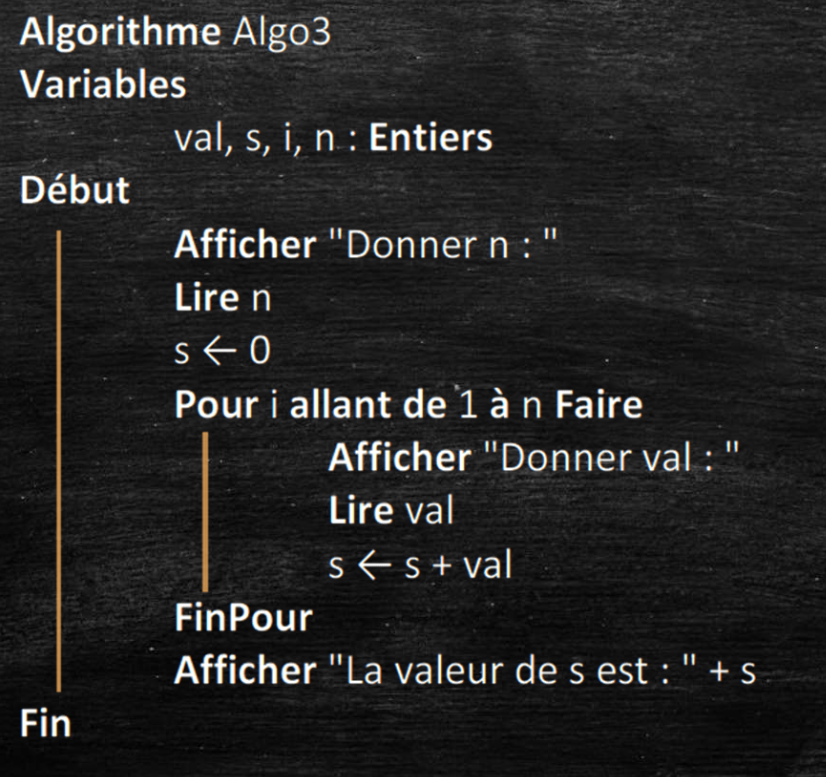 Algorithme Algo3
Variables
val, s, i, n : Entiers
Début
Afficher "Donner n : "
Lire n
s ← 0
Pour i allant de 1 à n Faire
Afficher "Donner val : "
Lire val
s ← s + val
FinPour
Afficher "La valeur de s est : " + s
Fin